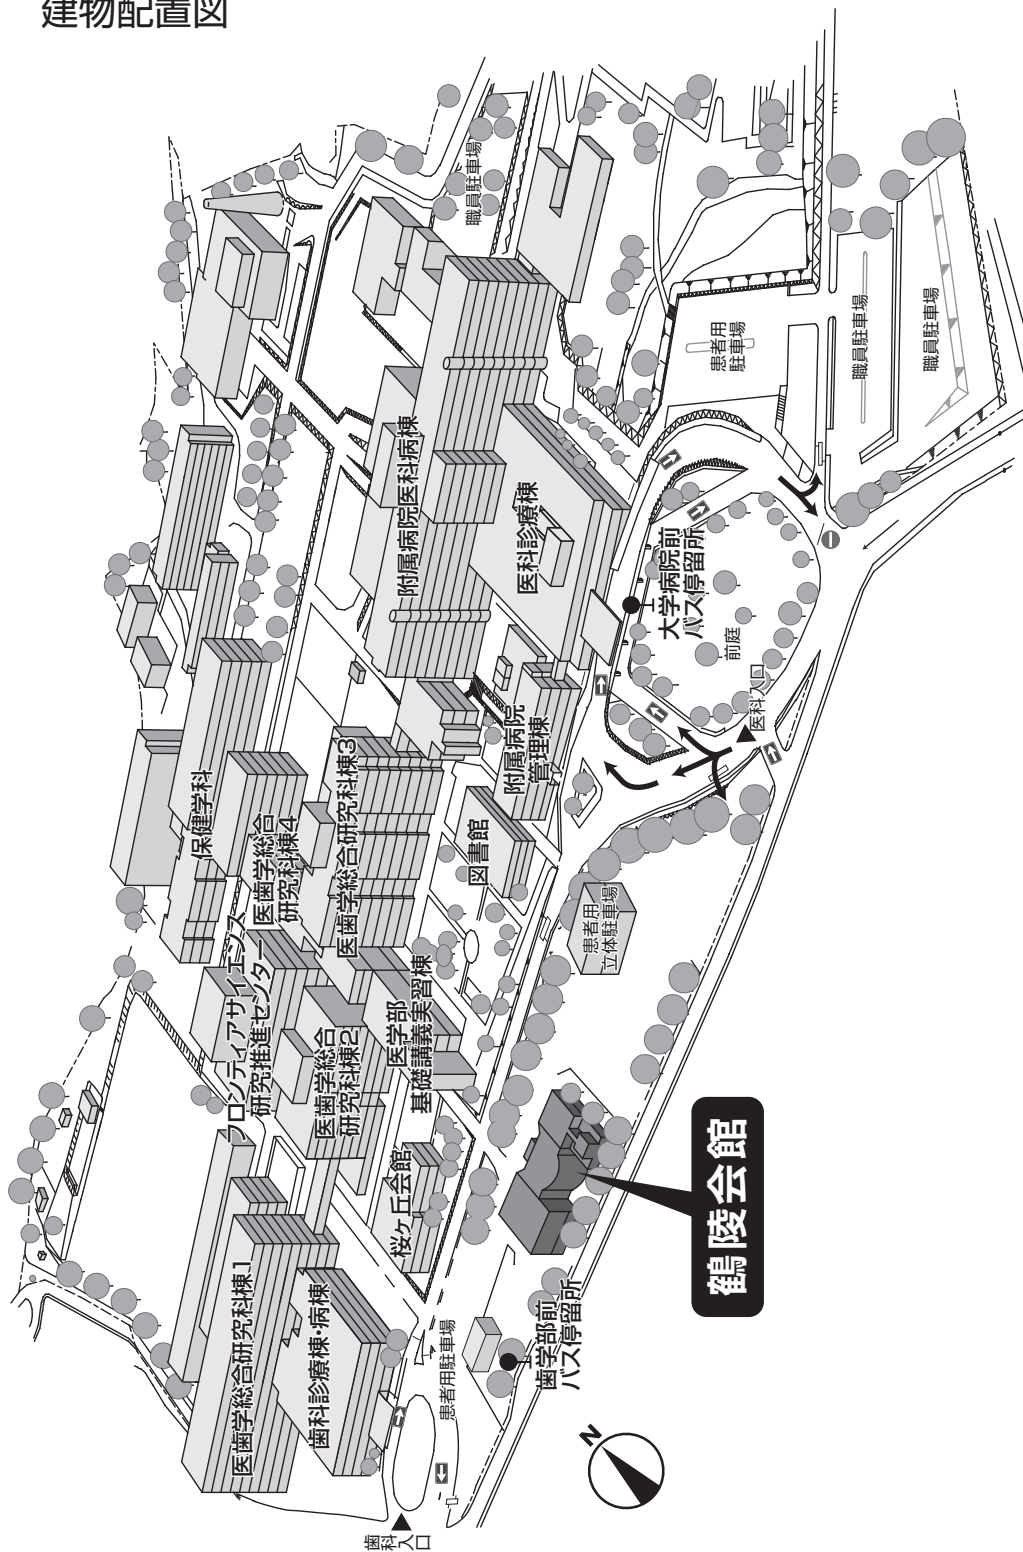 建物配置図
医歯学総合研究科棟1
歯科診療棟・病棟
歯科
入口
患者用駐車場
歯学部前
バス停留所
桜ヶ丘会館
フロンティアサイエンス
研究推進センター
医歯学総合
研究科棟2
医学部
基礎講義実習棟
鶴陵会館
保健学科
医歯学総合
研究科棟4
医歯学総合研究科棟3
図書館
患者用
立体駐車場
附属病院
管理棟
附属病院医科病棟
医科診療棟
大学病院前
バス停留所
前庭
医科入口
職員駐車場
患者用
駐車場
職員駐車場
職員駐車場
N